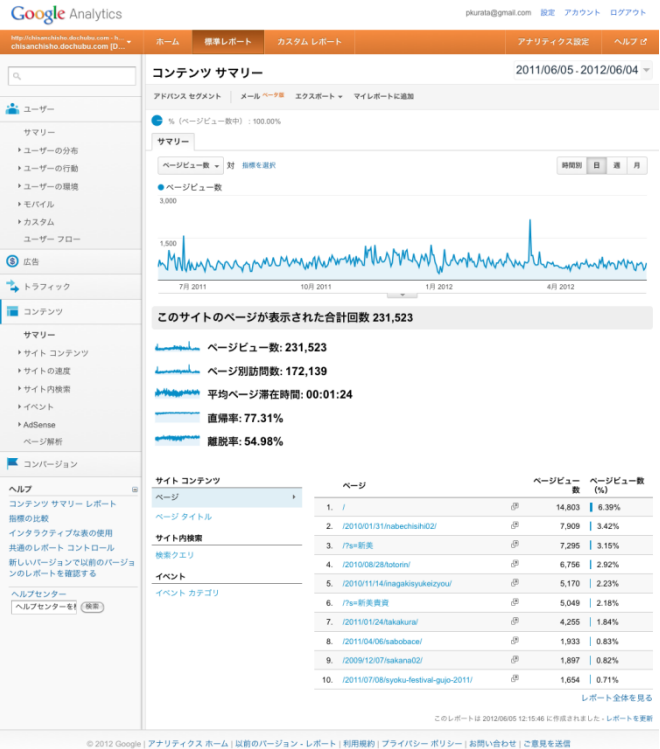 Google Analytics
pkurata@gmail.com 設定 アカウント ログアウト
http://chisanchisho.dochubu.com - h...
chisanchisho.dochubu.com [D...
ホーム 標準レポート カスタム レポート アナリティクス設定 ヘルプ
コンテンツ サマリー
2011/06/05 - 2012/06/04
アドバンス セグメント メール ベータ版 エクスポート マイレポートに追加
%（ページビュー数中）: 100.00%
サマリー
ページビュー数 対 指標を選択
時間別 日 週 月
ページビュー数
3,000
1,500
7月 2011 10月 2011 1月 2012 4月 2012
ユーザー
サマリー
ユーザーの分布
ユーザーの行動
ユーザーの環境
モバイル
カスタム
ユーザー フロー
広告
トラフィック
コンテンツ
サマリー
サイト コンテンツ
サイトの速度
サイト内検索
イベント
AdSense
ページ解析
コンバージョン
ヘルプ
コンテンツ サマリー レポート
指標の比較
インタラクティブな表の使用
共通のレポート コントロール
新しいバージョンで以前のバージョ
ンのレポートを確認する
ヘルプセンター
ヘルプセンターを 検索
このサイトのページが表示された合計回数 231,523
ページビュー数: 231,523
ページ別訪問数: 172,139
平均ページ滞在時間: 00:01:24
直帰率: 77.31%
離脱率: 54.98%
サイト コンテンツ
ページ
ページ タイトル
サイト内検索
検索クエリ
イベント
イベント カテゴリ
ページ ページビュー数 ページビュー数 (%)
1. / 14,803 6.39%
2. /2010/01/31/nabechisihi02/ 7,909 3.42%
3. /?s=新美 7,295 3.15%
4. /2010/08/28/totorin/ 6,756 2.92%
5. /2010/11/14/inagakisyukeizyou/ 5,170 2.23%
6. /?s=新美貴資 5,049 2.18%
7. /2011/01/24/takakura/ 4,255 1.84%
8. /2011/04/06/sabobace/ 1,933 0.83%
9. /2009/12/07/sakana02/ 1,897 0.82%
10. /2011/07/08/syoku-festival-gujo-2011/ 1,654 0.71%
レポート全体を見る
このレポートは 2012/06/05 12:15:46 に作成されました - レポートを更新
© 2012 Google | アナリティクス ホーム | 以前のバージョン - レポート | 利用規約 | プライバシー ポリシー | お問い合わせ | ご意見を送信